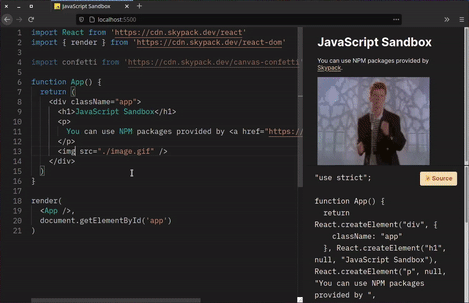 JavaScript Sandbox
localhost:5500
1 import React from 'https://cdn.skypack.dev/react'
2 import { render } from 'https://cdn.skypack.dev/react-dom'
3
4 import confetti from 'https://cdn.skypack.dev/canvas-confetti'
5
6 function App() {
7 return (
8 <div className="app">
9 <h1>JavaScript Sandbox</h1>
10 <p>
11 You can use NPM packages provided by <a href="https://
12 </p>
13 <img src="./image.gif" />
14 </div>
15 )
16 }
17
18 render(
19 <App />,
20 document.getElementById('app')
21 )
JavaScript Sandbox
You can use NPM packages provided by
Skypack.
"use strict";
Source
function App() {
return
React.createElement("div", {
className: "app"
}, React.createElement("h1",
null, "JavaScript Sandbox"),
React.createElement("p", null,
"You can use NPM packages
provided by ",